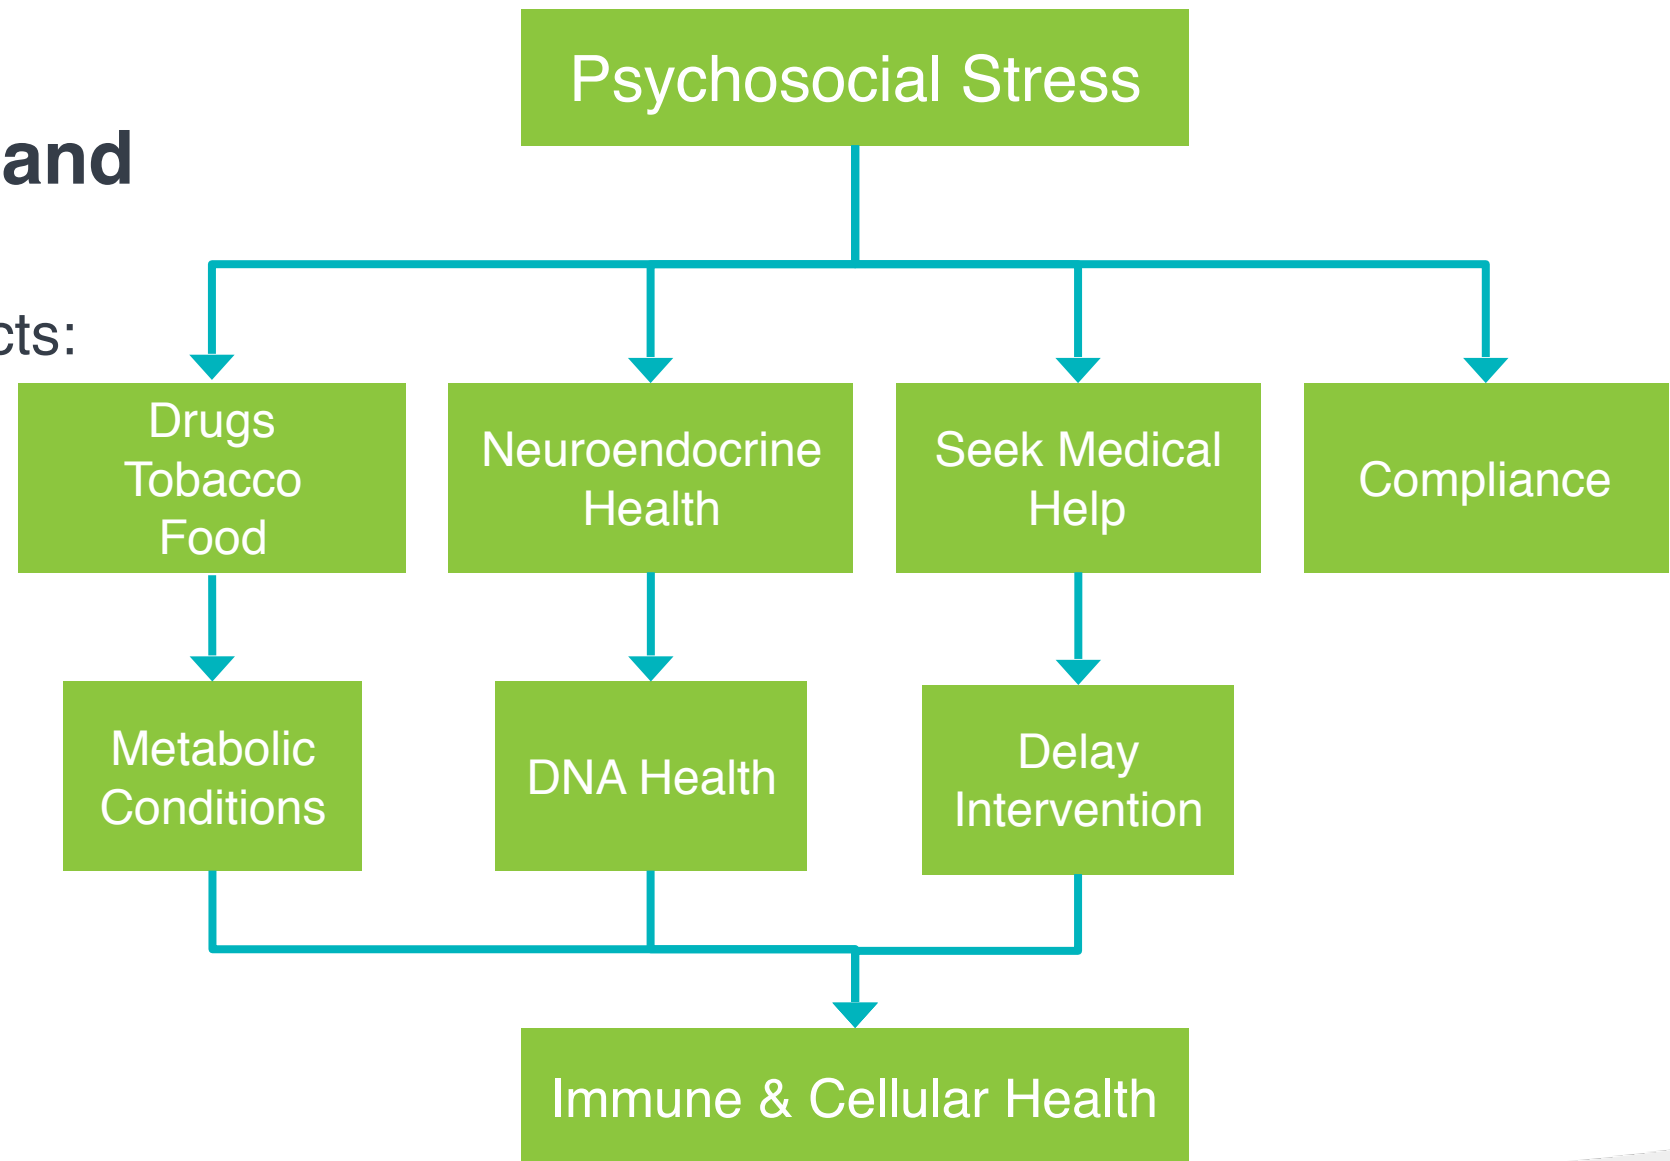 Psychosocial Stress
and
cts:
Drugs
Tobacco
Food
Neuroendocrine
Health
Seek Medical
Help
Compliance
Metabolic
Conditions
DNA Health
Delay
Intervention
Immune & Cellular Health